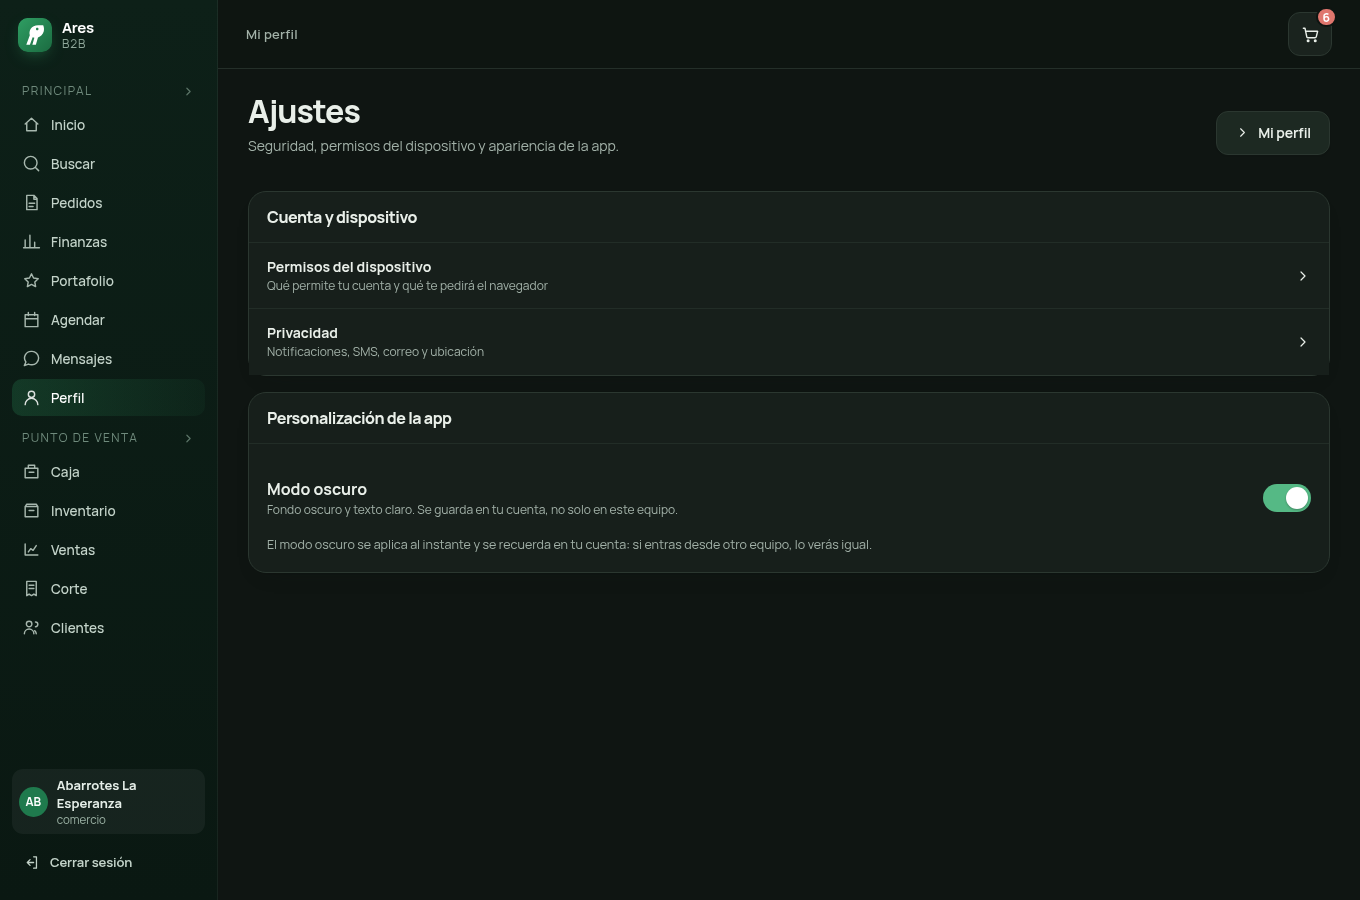 Ares
B2B
PRINCIPAL
Inicio
Buscar
Pedidos
Finanzas
Portafolio
Agendar
Mensajes
Perfil
PUNTO DE VENTA
Caja
Inventario
Ventas
Corte
Clientes
AB
Abarrotes La
Esperanza
comercio
Cerrar sesión
Mi perfil
6
Ajustes
Seguridad, permisos del dispositivo y apariencia de la app.
Mi perfil
Cuenta y dispositivo
Permisos del dispositivo
Qué permite tu cuenta y qué te pedirá el navegador
Privacidad
Notificaciones, SMS, correo y ubicación
Personalización de la app
Modo oscuro
Fondo oscuro y texto claro. Se guarda en tu cuenta, no solo en este equipo.
El modo oscuro se aplica al instante y se recuerda en tu cuenta: si entras desde otro equipo, lo verás igual.